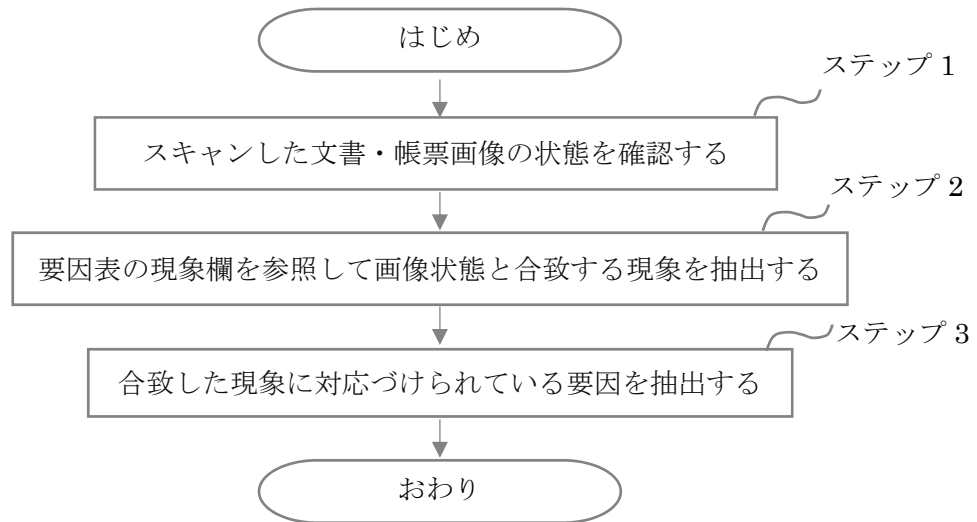 はじめ
ステップ 1
スキャンした文書・帳票画像の状態を確認する
ステップ 2
要因表の現象欄を参照して画像状態と合致する現象を抽出する
ステップ 3
合致した現象に対応づけられている要因を抽出する
おわり